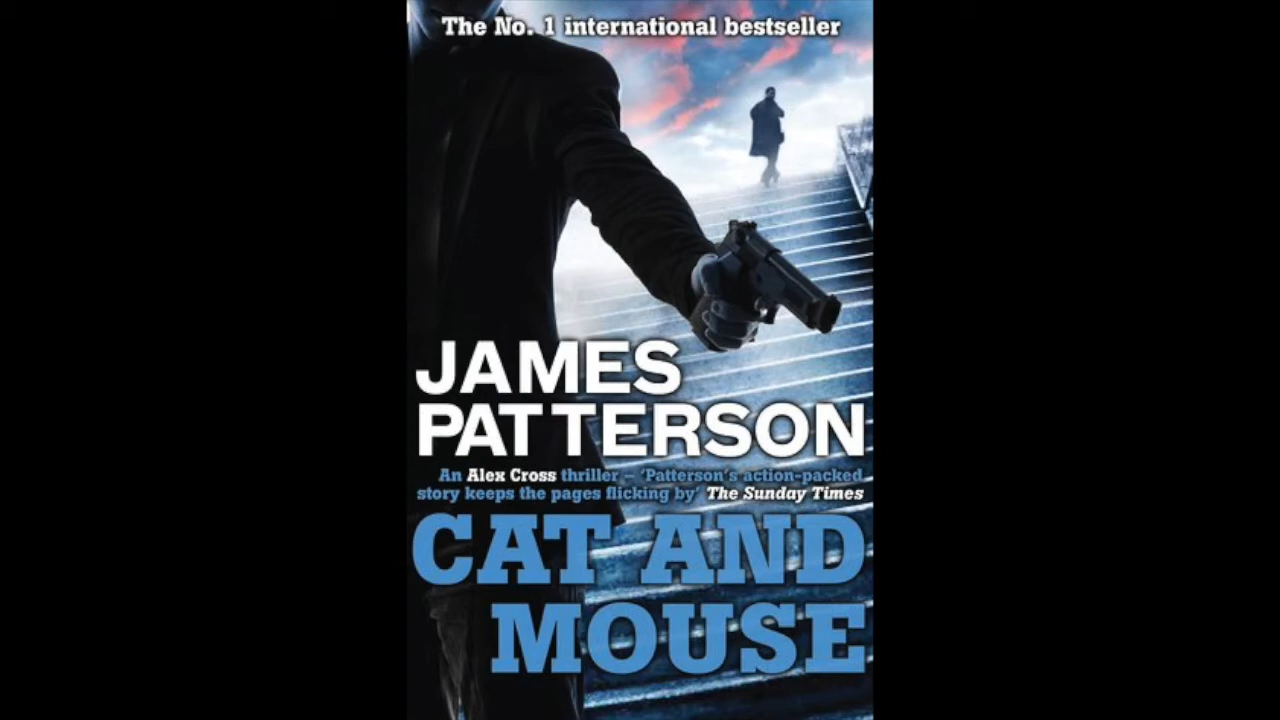 The No. 1 international bestseller
JAMES
PATTERSON
An Alex Cross thriller – ‘Patterson’s action-packed
story keeps the pages flicking by’ The Sunday Times
CAT AND
MOUSE